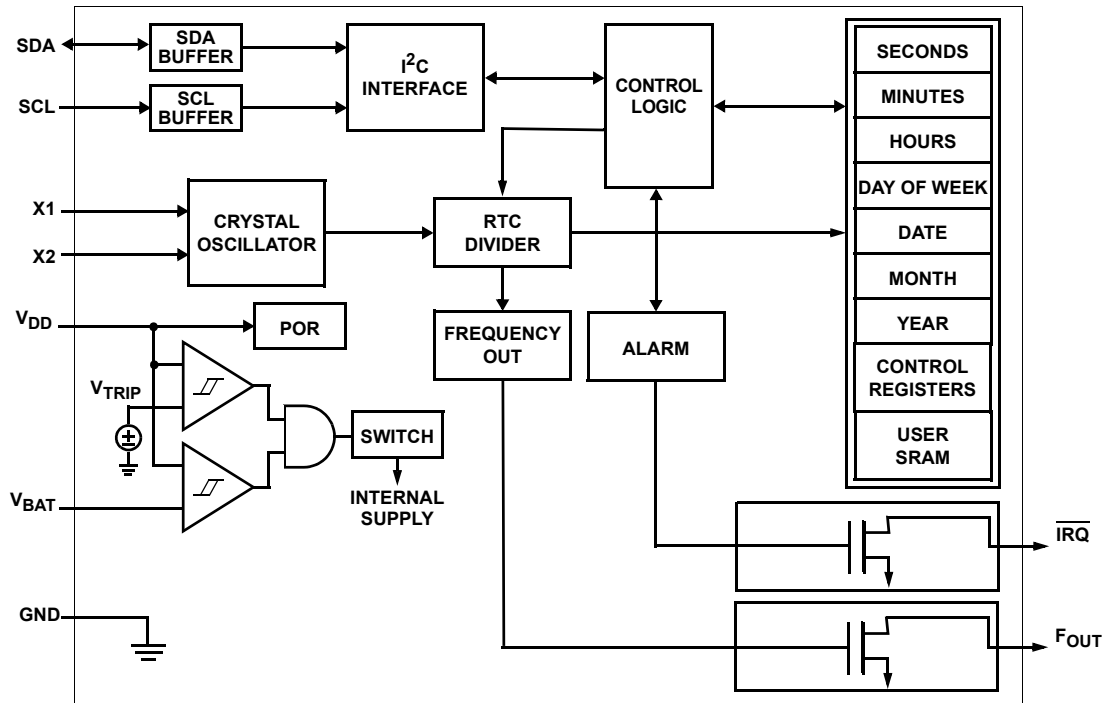 SDA
SDA
BUFFER
SCL
SCL
BUFFER
I²C
INTERFACE
CONTROL
LOGIC
SECONDS
MINUTES
HOURS
DAY OF WEEK
DATE
MONTH
YEAR
CONTROL
REGISTERS
USER
SRAM
X1
X2
CRYSTAL
OSCILLATOR
RTC
DIVIDER
VDD
POR
FREQUENCY
OUT
ALARM
VTRIP
SWITCH
INTERNAL
SUPPLY
VBAT
IRQ
GND
FOUT